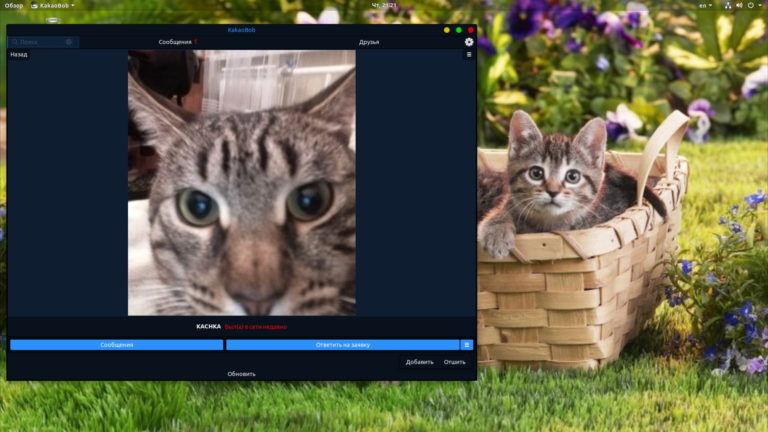 Обзор KakaoBob Чт, 21:21 en
KakaoBob
Поиск Сообщения Друзья
Назад
KACHKA Был(а) в сети недавно
Сообщения Ответить на заявку
Добавить Отшить
Обновить